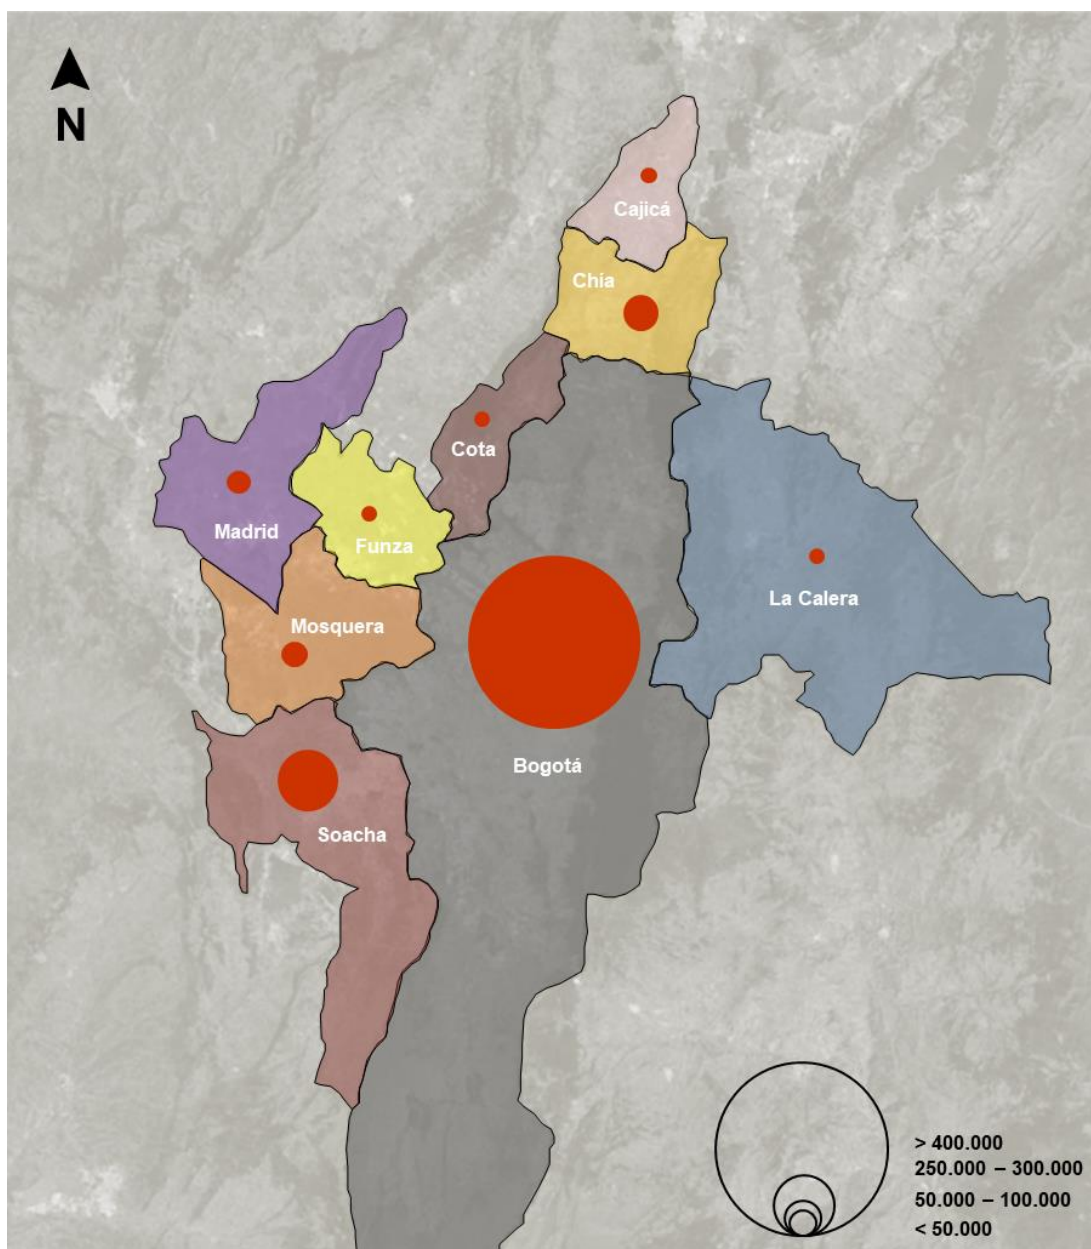 N
Cajicá
Chía
Cota
Madrid
Funza
La Calera
Mosquera
Bogotá
Soacha
> 400.000
250.000 – 300.000
50.000 – 100.000
< 50.000